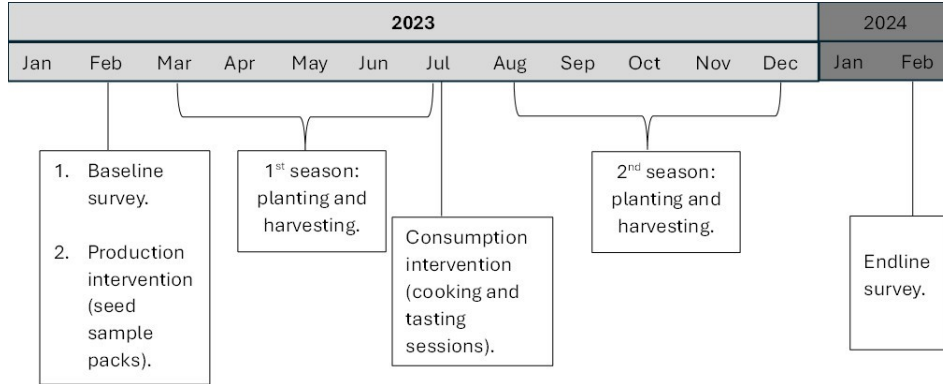 2023 2024
Jan Feb Mar Apr May Jun Jul Aug Sep Oct Nov Dec Jan Feb
1. Baseline
survey.
2. Production
intervention
(seed
sample
packs).
1st season:
planting and
harvesting.
Consumption
intervention
(cooking and
tasting
sessions).
2nd season:
planting and
harvesting.
Endline
survey.